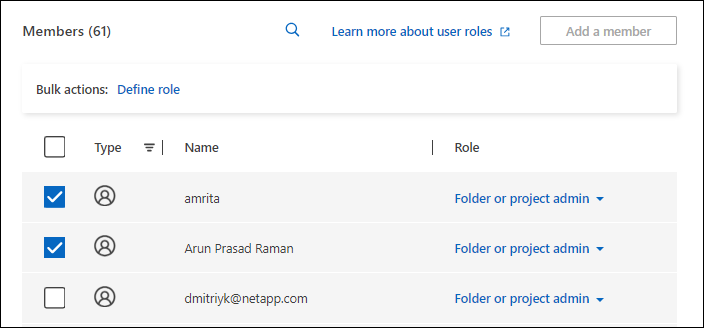 Members (61) Learn more about user roles Add a member
Bulk actions: Define role
Type Name Role
amrita Folder or project admin
Arun Prasad Raman Folder or project admin
dmitriyk@netapp.com Folder or project admin